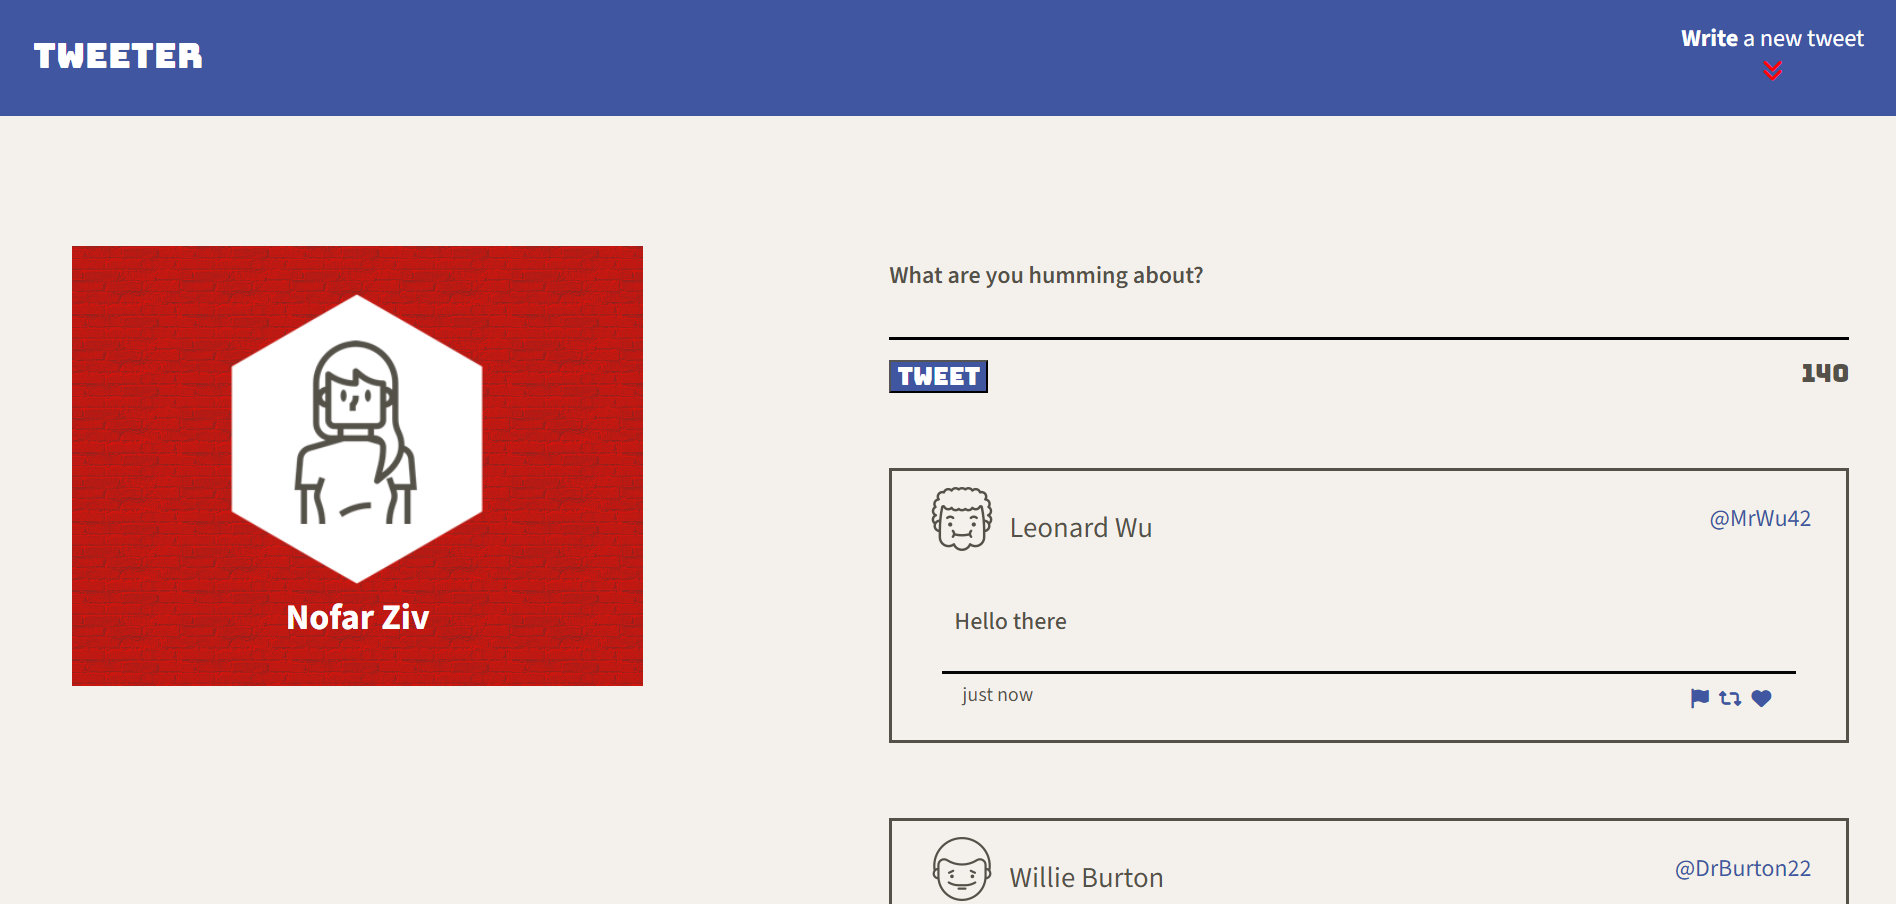 TWEETER
Write a new tweet
Nofar Ziv
What are you humming about?
TWEET
140
Leonard Wu
@MrWu42
Hello there
just now
Willie Burton
@DrBurton22